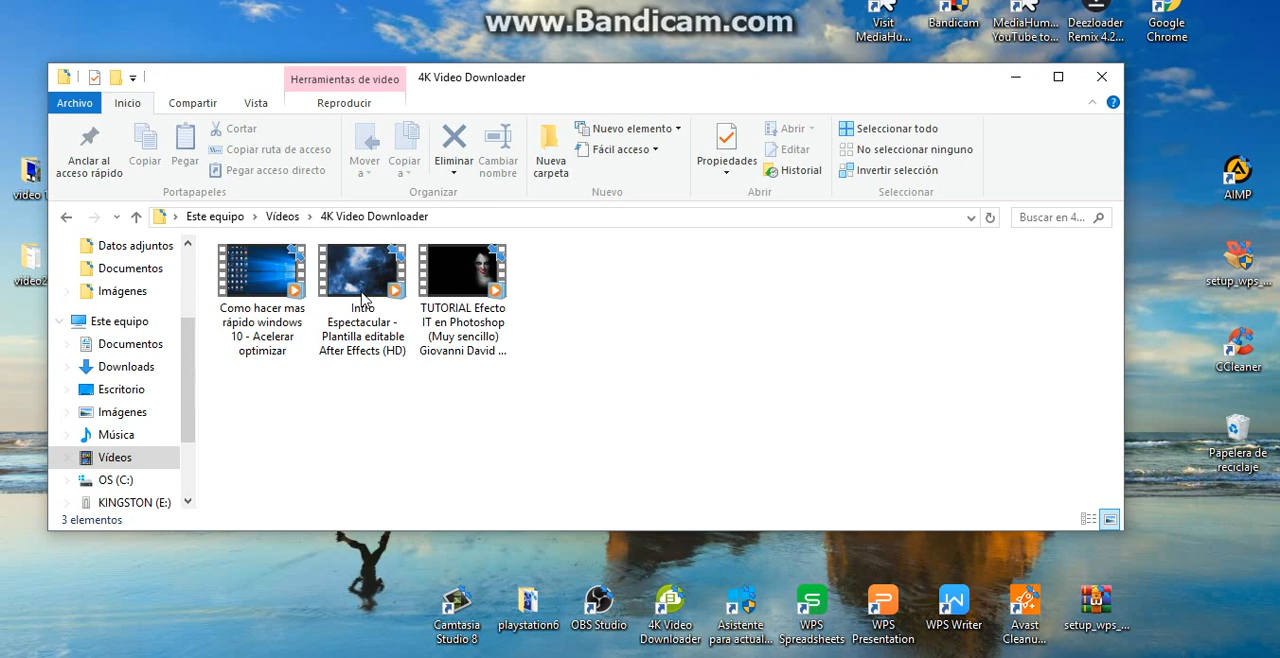 www.Bandicam.com
Visit
MediaHu...
Bandicam
MediaHum...
YouTube to...
Deezloader
Remix 4.2...
Google
Chrome
Herramientas de video
4K Video Downloader
Archivo
Inicio
Compartir
Vista
Reproducir
Anclar al
acceso rápido
Copiar
Pegar
Cortar
Copiar ruta de acceso
Pegar acceso directo
Portapapeles
Mover
a
Copiar
a
Eliminar
Cambiar
nombre
Organizar
Nueva
carpeta
Nuevo elemento
Fácil acceso
Nuevo
Propiedades
Abrir
Editar
Historial
Abrir
Seleccionar todo
No seleccionar ninguno
Invertir selección
Seleccionar
Este equipo > Vídeos > 4K Video Downloader
Buscar en 4...
Datos adjuntos
Documentos
Imágenes
Este equipo
Documentos
Downloads
Escritorio
Imágenes
Música
Vídeos
OS (C:)
KINGSTON (E:)
Como hacer mas
rápido windows
10 - Acelerar
optimizar
Intro
Espectacular -
Plantilla editable
After Effects (HD)
TUTORIAL Efecto
IT en Photoshop
(Muy sencillo)
Giovanni David ...
3 elementos
video 1
video2
AIMP
setup_wps_...
CCleaner
Papelera de
reciclaje
Camtasia
Studio 8
playstation6
OBS Studio
4K Video
Downloader
Asistente
para actual...
WPS
Spreadsheets
WPS
Presentation
WPS Writer
Avast
Cleanu...
setup_wps_...